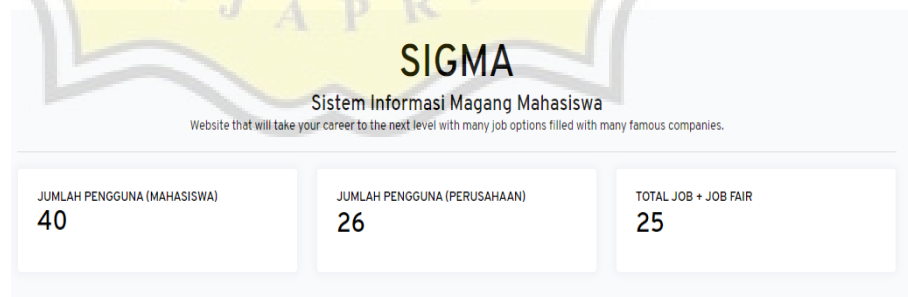 J A P R
SIGMA
Sistem Informasi Magang Mahasiswa
Website that will take your career to the next level with many job options filled with many famous companies.
JUMLAH PENGGUNA (MAHASISWA)
40
JUMLAH PENGGUNA (PERUSAHAAN)
26
TOTAL JOB + JOB FAIR
25